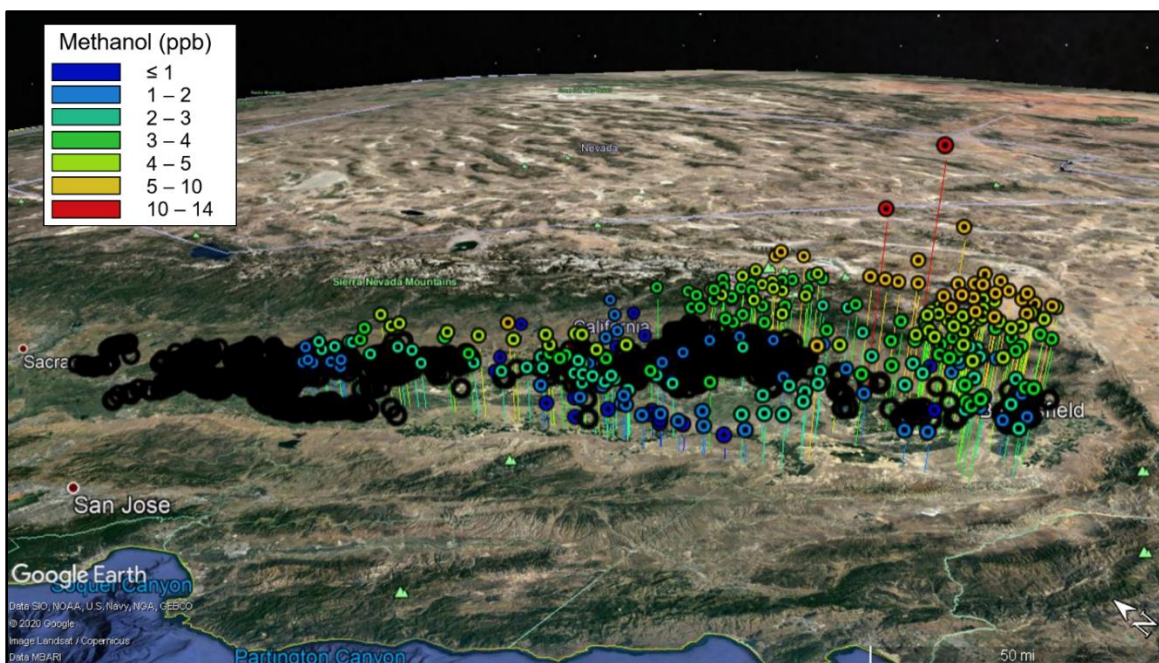 Methanol (ppb)
≤ 1
1 – 2
2 – 3
3 – 4
4 – 5
5 – 10
10 – 14
Nevada
Sierra Nevada Mountains
California
Sacra
San Jose
Google Earth
Soquel Canyon
Data SIO, NOAA, U.S. Navy, NGA, GEBCO
© 2020 Google
Image Landsat / Copernicus
Data MBARI
Partington Canyon
N
50 mi